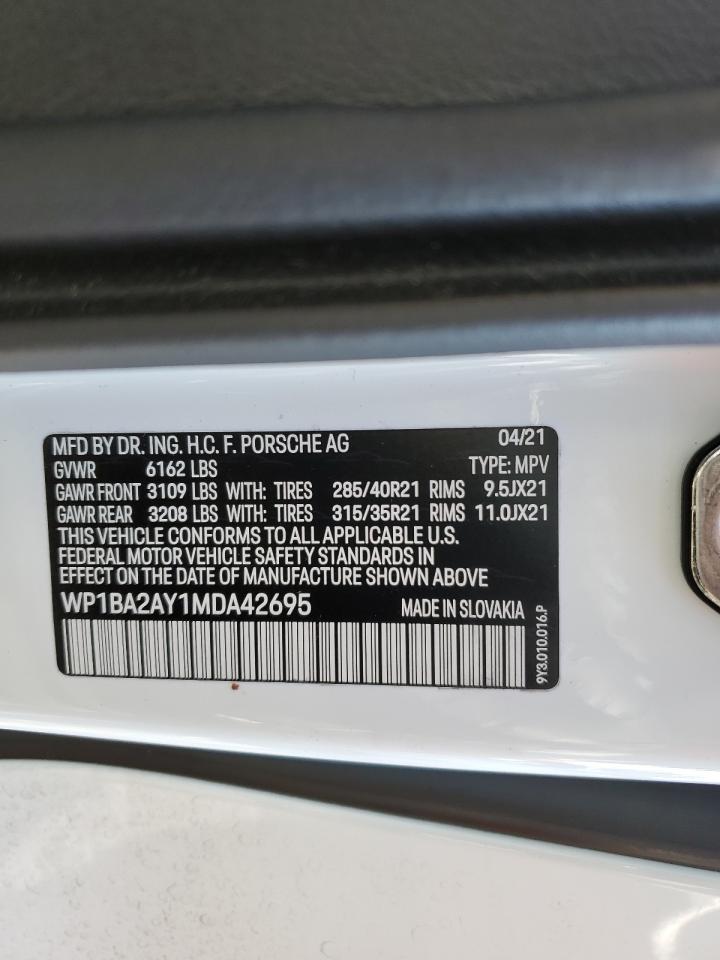 MFD BY DR. ING. H.C. F. PORSCHE AG 04/21
GVWR 6162 LBS TYPE: MPV
GAWR FRONT 3109 LBS WITH: TIRES 285/40R21 RIMS 9.5JX21
GAWR REAR 3208 LBS WITH: TIRES 315/35R21 RIMS 11.0JX21
THIS VEHICLE CONFORMS TO ALL APPLICABLE U.S.
FEDERAL MOTOR VEHICLE SAFETY STANDARDS IN
EFFECT ON THE DATE OF MANUFACTURE SHOWN ABOVE
WP1BA2AY1MDA42695 MADE IN SLOVAKIA
9Y3.010.016.P